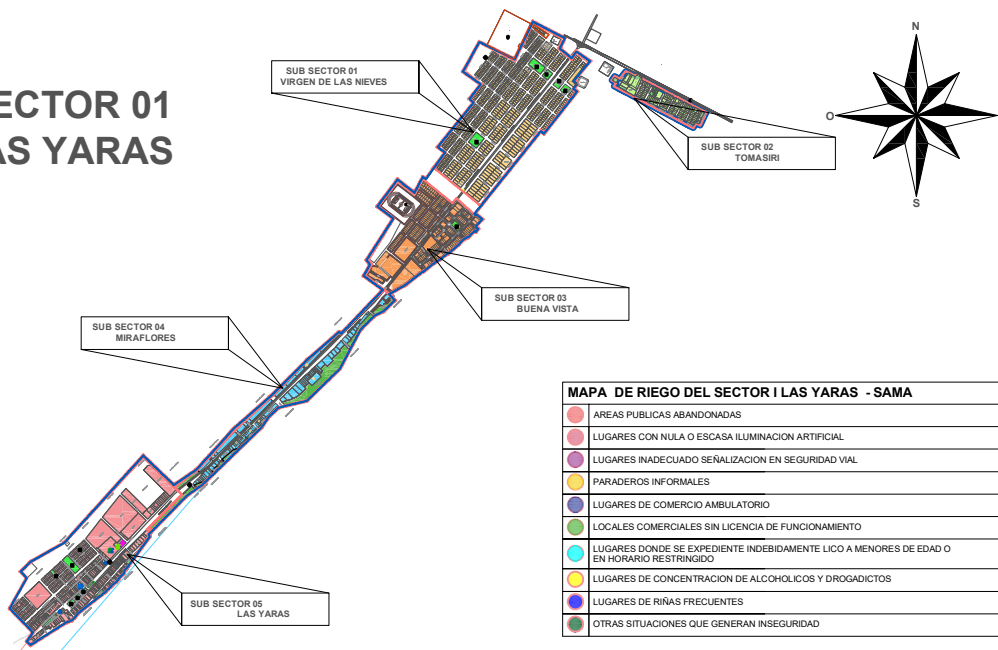 ECTOR 01
AS YARAS
SUB SECTOR 01
VIRGEN DE LAS NIEVES
SUB SECTOR 02
TOMASIRI
N
O
S
SUB SECTOR 03
BUENA VISTA
SUB SECTOR 04
MIRAFLORES
SUB SECTOR 05
LAS YARAS
MAPA DE RIEGO DEL SECTOR I LAS YARAS - SAMA
AREAS PUBLICAS ABANDONADAS
LUGARES CON NULA O ESCASA ILUMINACION ARTIFICIAL
LUGARES INADECUADO SEÑALIZACION EN SEGURIDAD VIAL
PARADEROS INFORMALES
LUGARES DE COMERCIO AMBULATORIO
LOCALES COMERCIALES SIN LICENCIA DE FUNCIONAMIENTO
LUGARES DONDE SE EXPEDIENTE INDEBIDAMENTE LICO A MENORES DE EDAD O
EN HORARIO RESTRINGIDO
LUGARES DE CONCENTRACION DE ALCOHOLICOS Y DROGADICTOS
LUGARES DE RIÑAS FRECUENTES
OTRAS SITUACIONES QUE GENERAN INSEGURIDAD